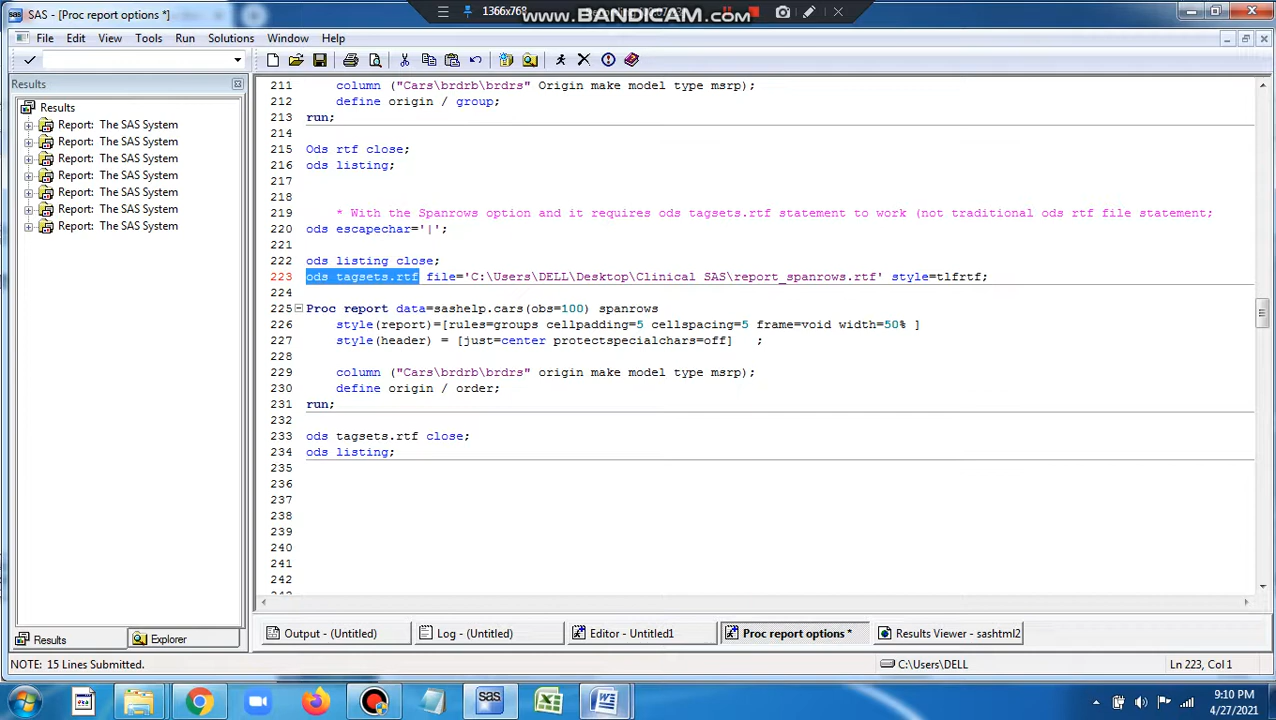 SAS - [Proc report options *]
1366x768
www.BANDICAM.com
File Edit View Tools Run Solutions Window Help
Results
Results
Report: The SAS System
Report: The SAS System
Report: The SAS System
Report: The SAS System
Report: The SAS System
Report: The SAS System
Report: The SAS System
211 column ("Cars\brdrb\brdrs" Origin make model type msrp);
212 define origin / group;
213 run;
214
215 Ods rtf close;
216 ods listing;
217
218
219 * With the Spanrows option and it requires ods tagsets.rtf statement to work (not traditional ods rtf file statement;
220 ods escapechar='|';
221
222 ods listing close;
223 ods tagsets.rtf file='C:\Users\DELL\Desktop\Clinical SAS\report_spanrows.rtf' style=tlfrtf;
224
225 Proc report data=sashelp.cars(obs=100) spanrows
226 style(report)=[rules=groups cellpadding=5 cellspacing=5 frame=void width=50% ]
227 style(header) = [just=center protectspecialchars=off] ;
228
229 column ("Cars\brdrb\brdrs" origin make model type msrp);
230 define origin / order;
231 run;
232
233 ods tagsets.rtf close;
234 ods listing;
235
236
237
238
239
240
241
242
Results Explorer
Output - (Untitled) Log - (Untitled) Editor - Untitled1 Proc report options * Results Viewer - sashtml2
NOTE: 15 Lines Submitted.
C:\Users\DELL
Ln 223, Col 1
9:10 PM
4/27/2021